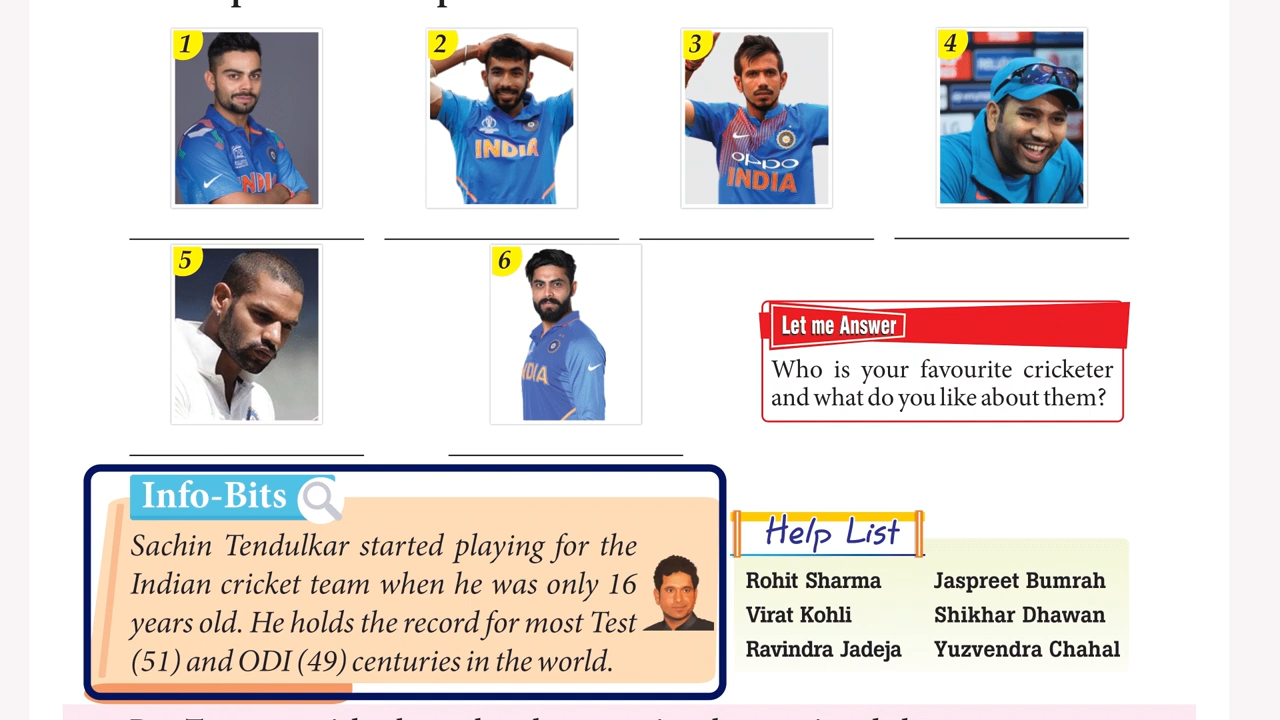 1
2
3
4
INDIA
oppo
INDIA
5
6
Let me Answer
Who is your favourite cricketer
and what do you like about them?
Info-Bits
Sachin Tendulkar started playing for the
Indian cricket team when he was only 16
years old. He holds the record for most Test
(51) and ODI (49) centuries in the world.
Help List
Rohit Sharma
Jaspreet Bumrah
Virat Kohli
Shikhar Dhawan
Ravindra Jadeja
Yuzvendra Chahal